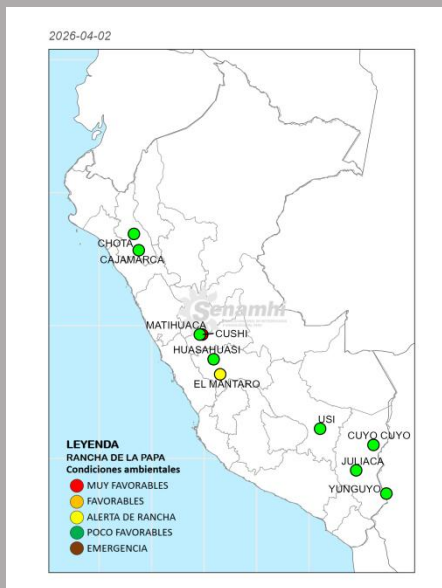 2026-04-02
CHOTA
CAJAMARCA
Senamhi
MATIHUACA
CUSHI
HUASAHUASI
EL MANTARO
USI
CUYO CUYO
JULIACA
YUNGUYO
LEYENDA
RANCHA DE LA PAPA
Condiciones ambientales
MUY FAVORABLES
FAVORABLES
ALERTA DE RANCHA
POCO FAVORABLES
EMERGENCIA